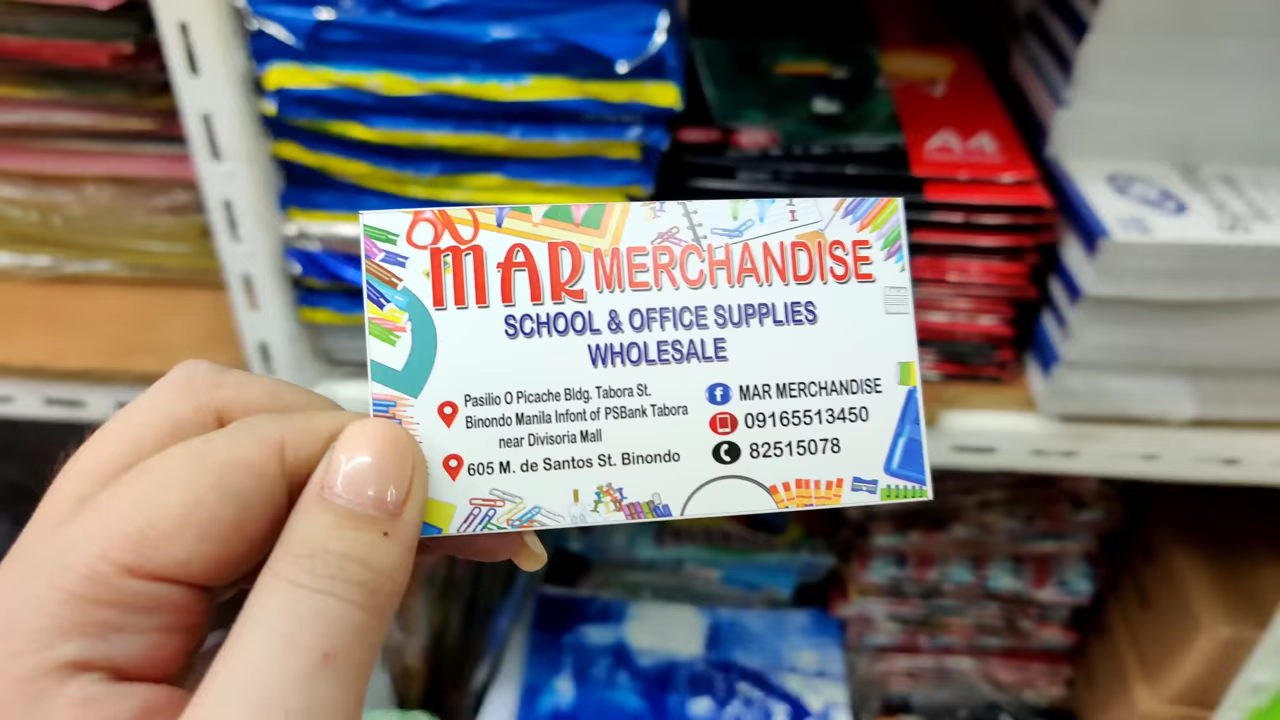 MAR MERCHANDISE
SCHOOL & OFFICE SUPPLIES
WHOLESALE
Pasilio O Picache Bldg. Tabora St.
Binondo Manila Infont of PSBank Tabora
near Divisoria Mall
605 M. de Santos St. Binondo
f MAR MERCHANDISE
09165513450
82515078
A4